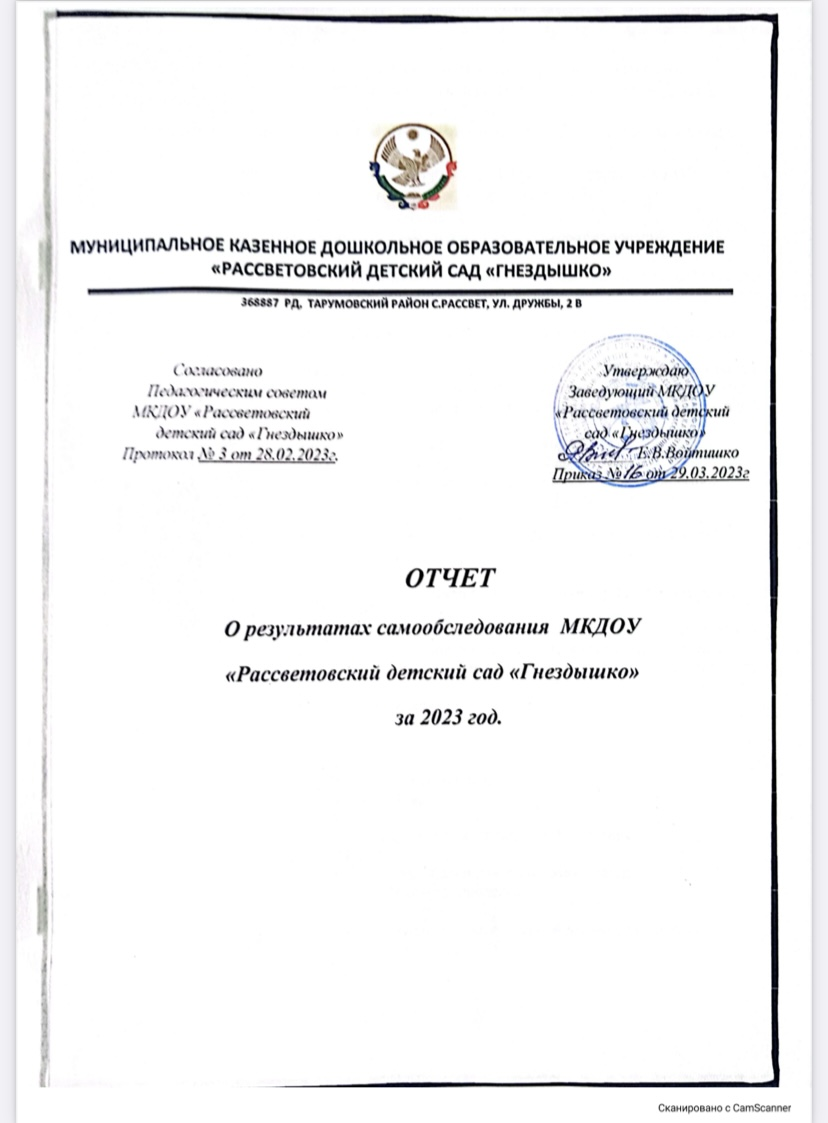 МУНИЦИПАЛЬНОЕ КАЗЕННОЕ ДОШКОЛЬНОЕ ОБРАЗОВАТЕЛЬНОЕ УЧРЕЖДЕНИЕ
«РАССВЕТОВСКИЙ ДЕТСКИЙ САД «ГНЕЗДЫШКО»
368887 РД, ТАРУМОВСКИЙ РАЙОН С.РАССВЕТ, УЛ. ДРУЖБЫ, 2 В
Согласовано
Педагогическим советом
МКДОУ «Рассветовский
детский сад «Гнездышко»
Протокол № 3 от 28.02.2023г.
Утверждаю
Заведующий МКДОУ
«Рассветовский детский
сад «Гнездышко»
Е.В.Войтишко
Приказ №16 от 29.03.2023г
ОТЧЕТ
О результатах самообследования МКДОУ
«Рассветовский детский сад «Гнездышко»
за 2023 год.
Сканировано с CamScanner